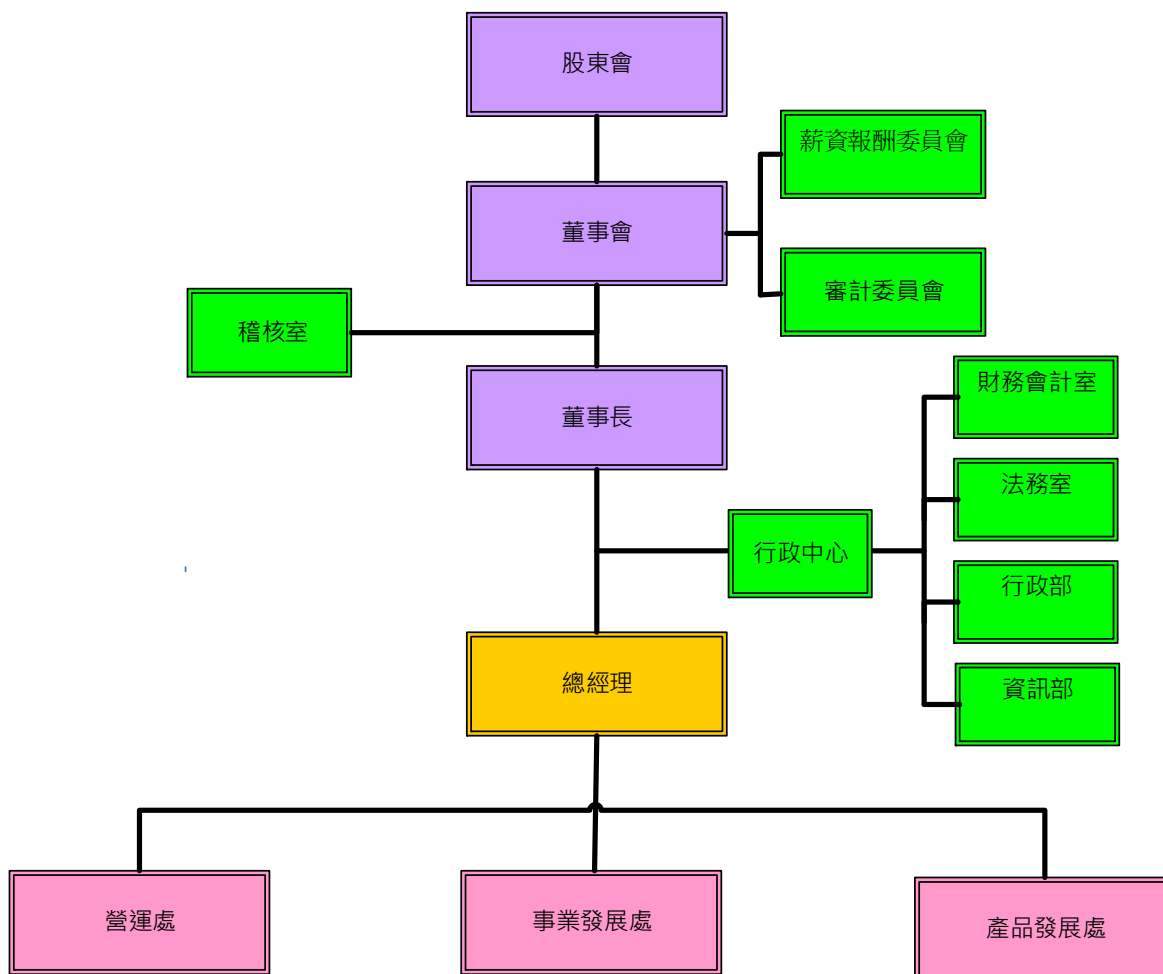 股東會
薪資報酬委員會
董事會
審計委員會
稽核室
董事長
財務會計室
法務室
行政中心
行政部
總經理
資訊部
營運處
事業發展處
產品發展處